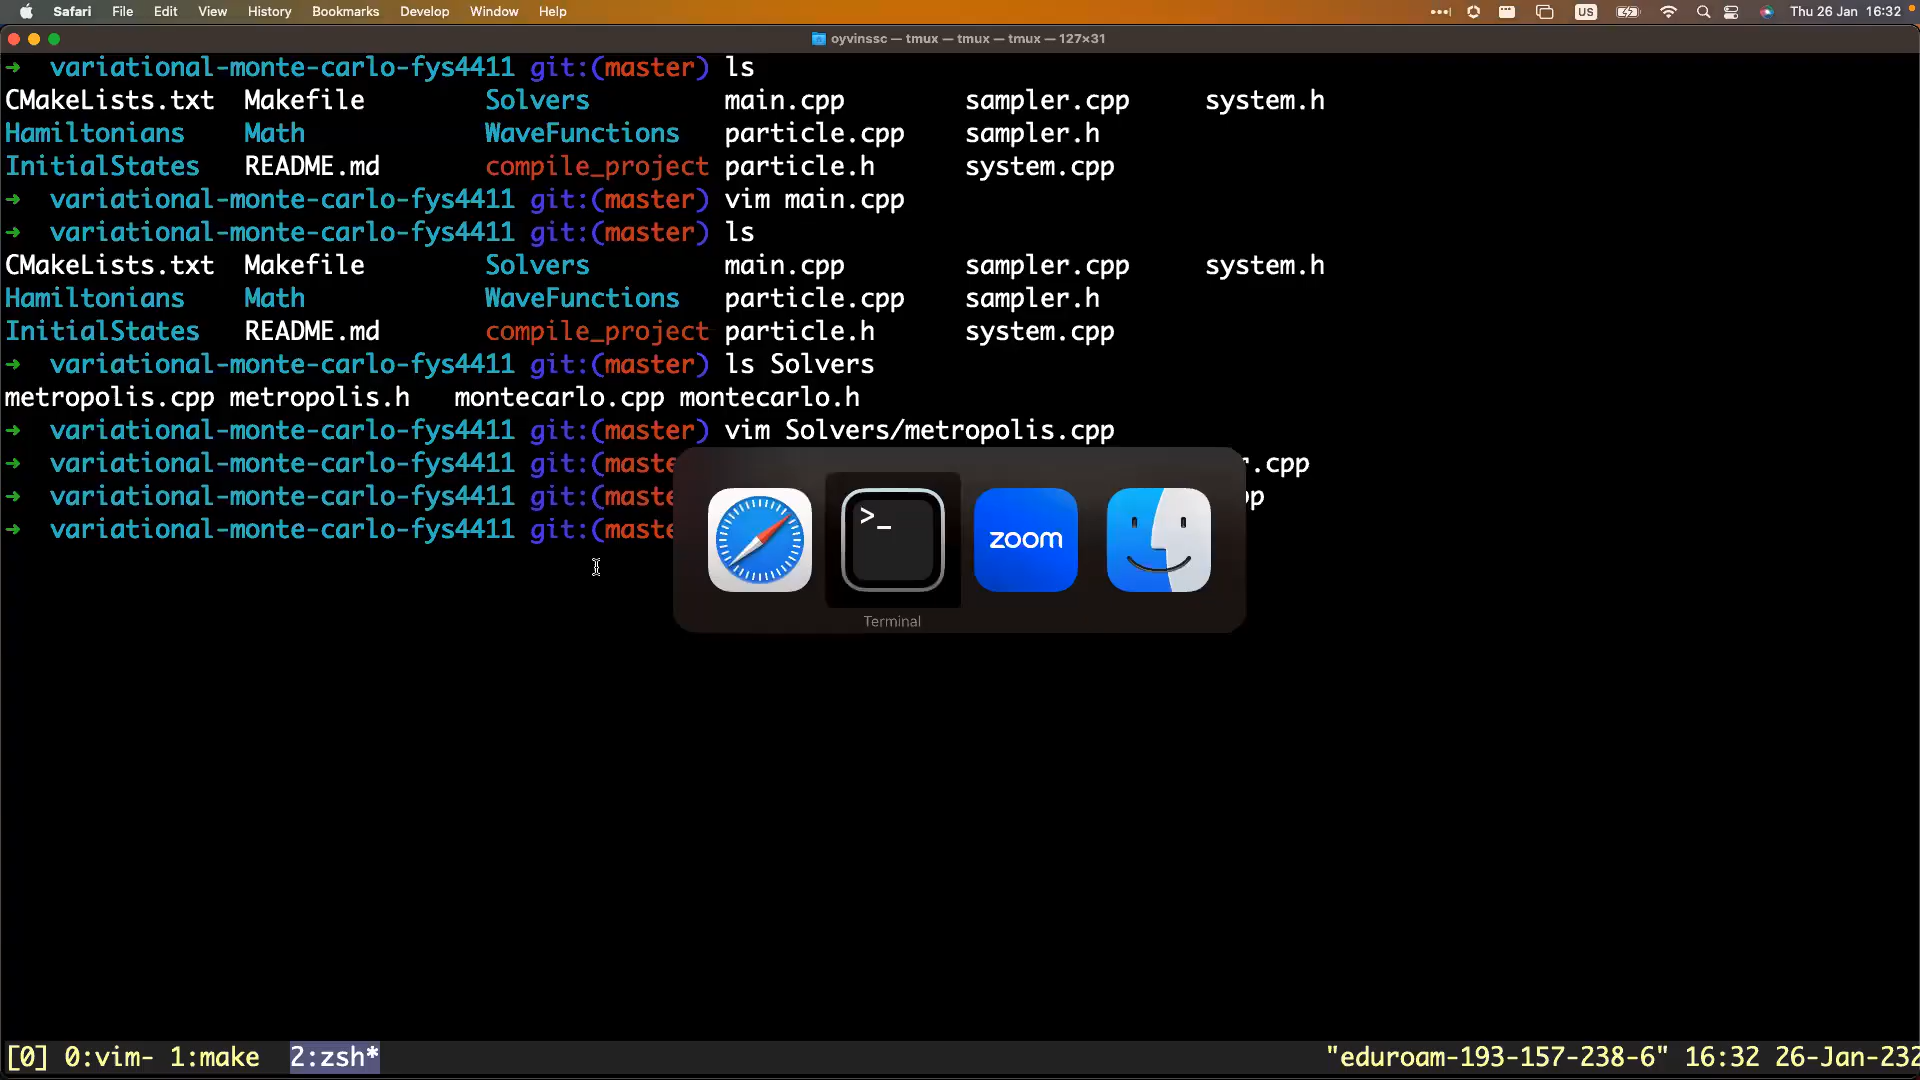 Safari File Edit View History Bookmarks Develop Window Help US Thu 26 Jan 16:32
oyvinssc — tmux — tmux — tmux — 127×31
→ variational-monte-carlo-fys4411 git:(master) ls
CMakeLists.txt Makefile Solvers main.cpp sampler.cpp system.h
Hamiltonians Math WaveFunctions particle.cpp sampler.h
InitialStates README.md compile_project particle.h system.cpp
→ variational-monte-carlo-fys4411 git:(master) vim main.cpp
→ variational-monte-carlo-fys4411 git:(master) ls
CMakeLists.txt Makefile Solvers main.cpp sampler.cpp system.h
Hamiltonians Math WaveFunctions particle.cpp sampler.h
InitialStates README.md compile_project particle.h system.cpp
→ variational-monte-carlo-fys4411 git:(master) ls Solvers
metropolis.cpp metropolis.h montecarlo.cpp montecarlo.h
→ variational-monte-carlo-fys4411 git:(master) vim Solvers/metropolis.cpp
→ variational-monte-carlo-fys4411 git:(maste r.cpp
→ variational-monte-carlo-fys4411 git:(maste pp
→ variational-monte-carlo-fys4411 git:(maste
>_
zoom
Terminal
[0] 0:vim- 1:make 2:zsh* "eduroam-193-157-238-6" 16:32 26-Jan-232